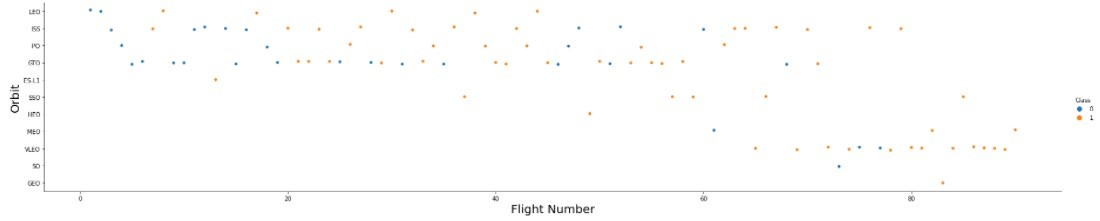 LEO
ISS
PO
GTO
ES-L1
SSO
HEO
MEO
VLEO
SO
GEO
Orbit
0 20 40 60 80
Flight Number
Class
0
1